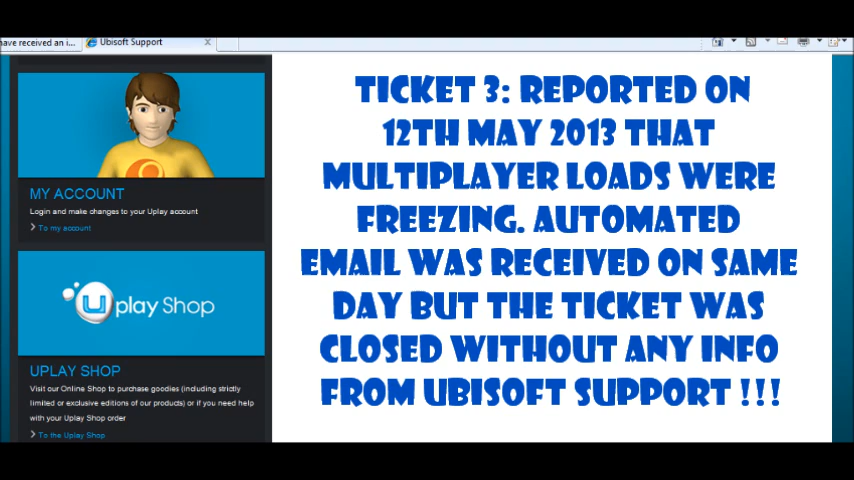 have received an i...
Ubisoft Support
MY ACCOUNT
Login and make changes to your Uplay account
To my account
Uplay Shop
UPLAY SHOP
Visit our Online Shop to purchase goodies (including strictly
limited or exclusive editions of our products) or if you need help
with your Uplay Shop order
To the Uplay Shop
TICKET 3: REPORTED ON
12TH MAY 2013 THAT
MULTIPLAYER LOADS WERE
FREEZING. AUTOMATED
EMAIL WAS RECEIVED ON SAME
DAY BUT THE TICKET WAS
CLOSED WITHOUT ANY INFO
FROM UBISOFT SUPPORT !!!